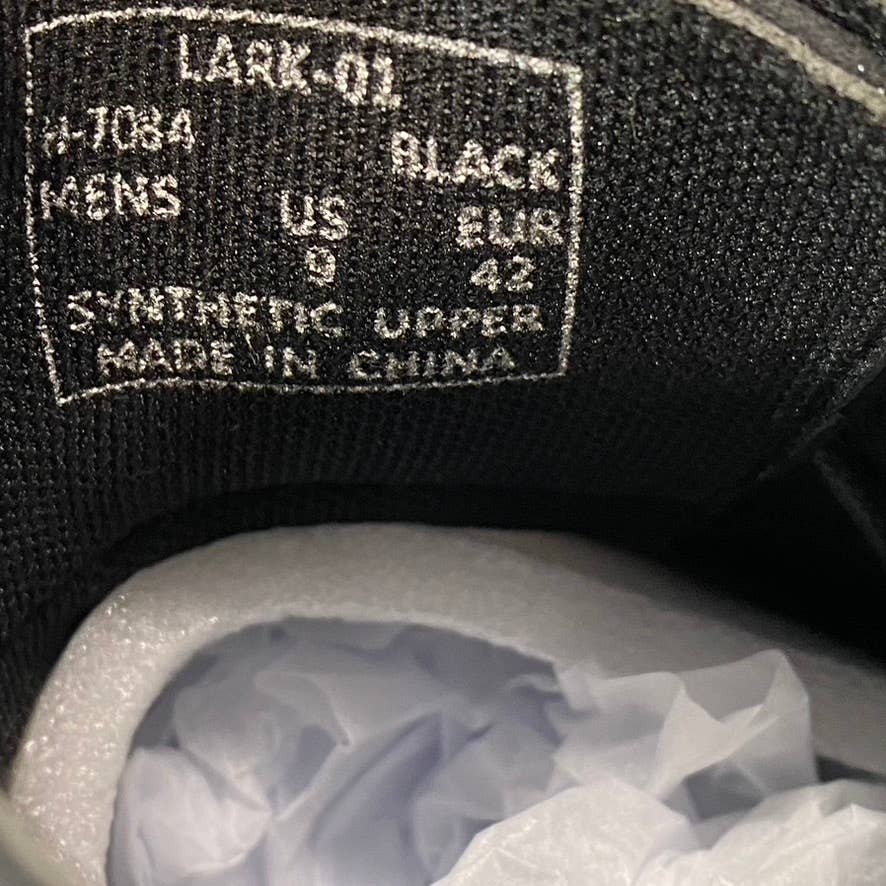 LARK-01
H-7084
BLACK
MENS US EUR
9 42
SYNTHETIC UPPER
MADE IN CHINA